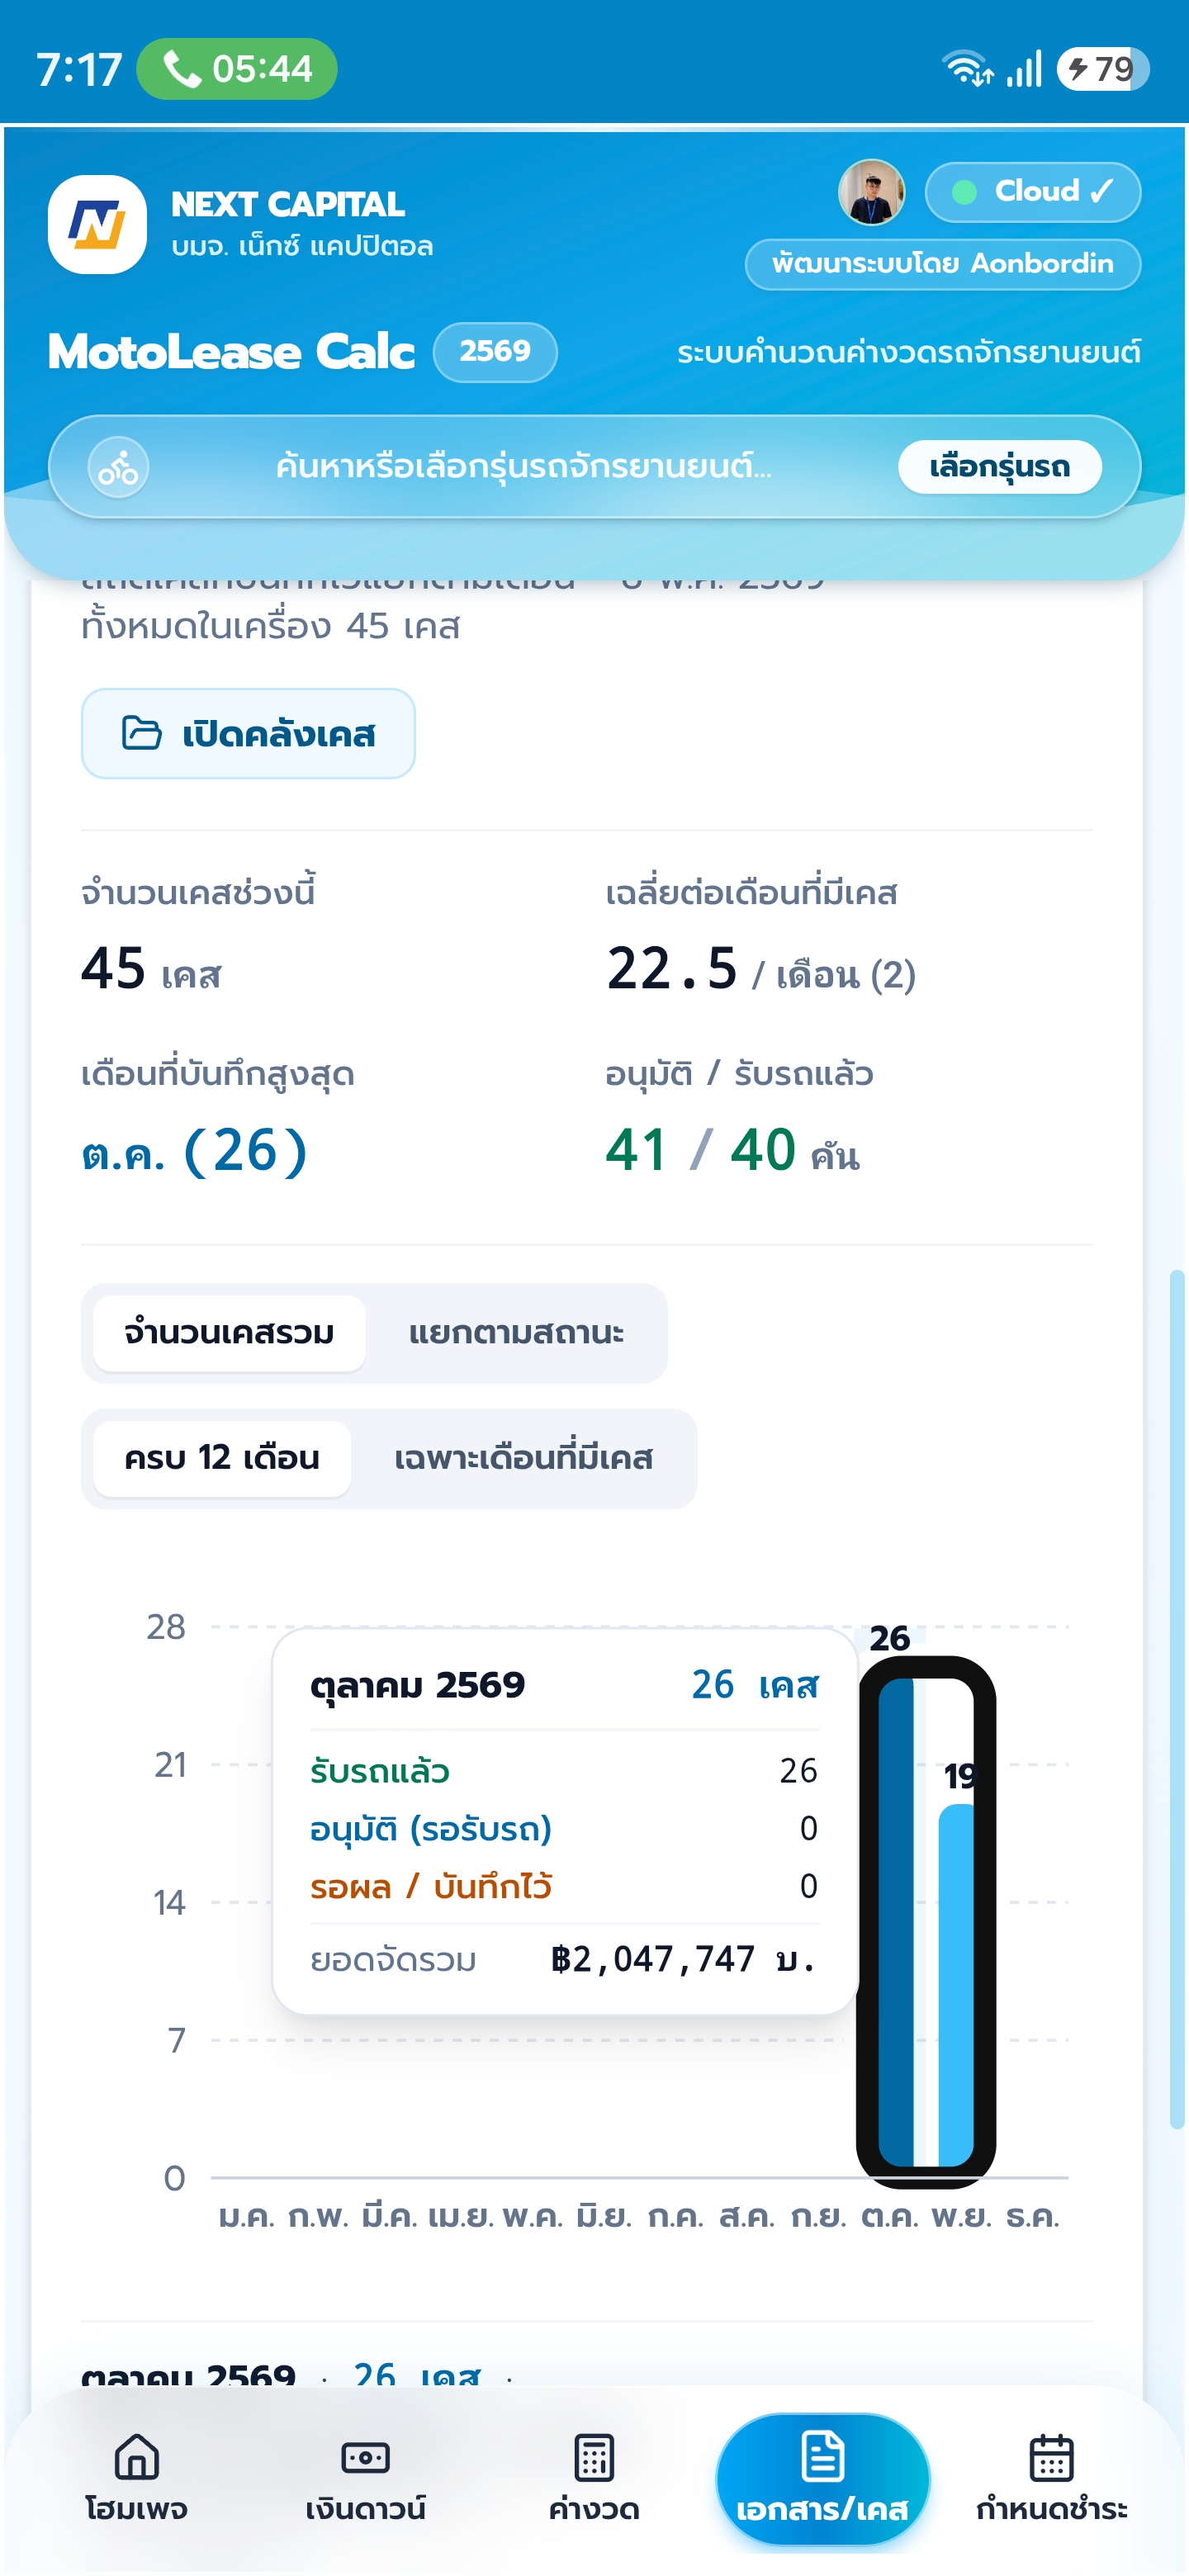 7:17 05:44 79
NEXT CAPITAL
บมจ. เน็กซ์ แคปปิตอล
Cloud ✓
พัฒนาระบบโดย Aonbordin
MotoLease Calc 2569 ระบบคำนวณค่างวดรถจักรยานยนต์
ค้นหาหรือเลือกรุ่นรถจักรยานยนต์... เลือกรุ่นรถ
ทั้งหมดในเครื่อง 45 เคส
เปิดคลังเคส
จำนวนเคสช่วงนี้ เฉลี่ยต่อเดือนที่มีเคส
45 เคส 22.5 / เดือน (2)
เดือนที่บันทึกสูงสุด อนุมัติ / รับรถแล้ว
ต.ค. (26) 41 / 40 คัน
จำนวนเคสรวม แยกตามสถานะ
ครบ 12 เดือน เฉพาะเดือนที่มีเคส
28
26
ตุลาคม 2569 26 เคส
21
19
รับรถแล้ว 26
อนุมัติ (รอรับรถ) 0
14
รอผล / บันทึกไว้ 0
ยอดจัดรวม ฿2,047,747 บ.
7
0
ม.ค. ก.พ. มี.ค. เม.ย. พ.ค. มิ.ย. ก.ค. ส.ค. ก.ย. ต.ค. พ.ย. ธ.ค.
ตุลาคม 2569 · 26 เคส ·
โฮมเพจ เงินดาวน์ ค่างวด เอกสาร/เคส กำหนดชำระ